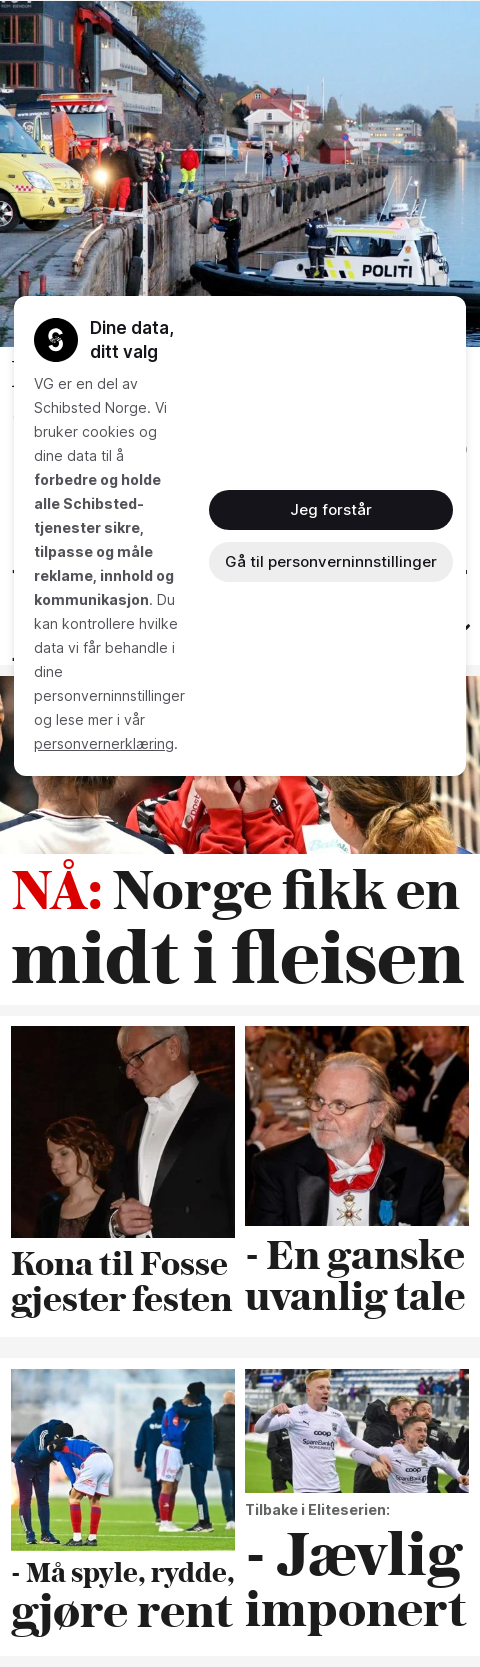 POLITI
Dine data,
ditt valg
VG er en del av
Schibsted Norge. Vi
bruker cookies og
dine data til å
forbedre og holde
alle Schibsted-
tjenester sikre,
tilpasse og måle
reklame, innhold og
kommunikasjon. Du
kan kontrollere hvilke
data vi får behandle i
dine
personverninnstillinger
og lese mer i vår
personvernerklæring.
Jeg forstår
Gå til personverninnstillinger
NÅ: Norge fikk en
midt i fleisen
Kona til Fosse
gjester festen
- En ganske
uvanlig tale
- Må spyle, rydde,
gjøre rent
coop
SpareBank
coop
SpareBank
Tilbake i Eliteserien:
- Jævlig
imponert